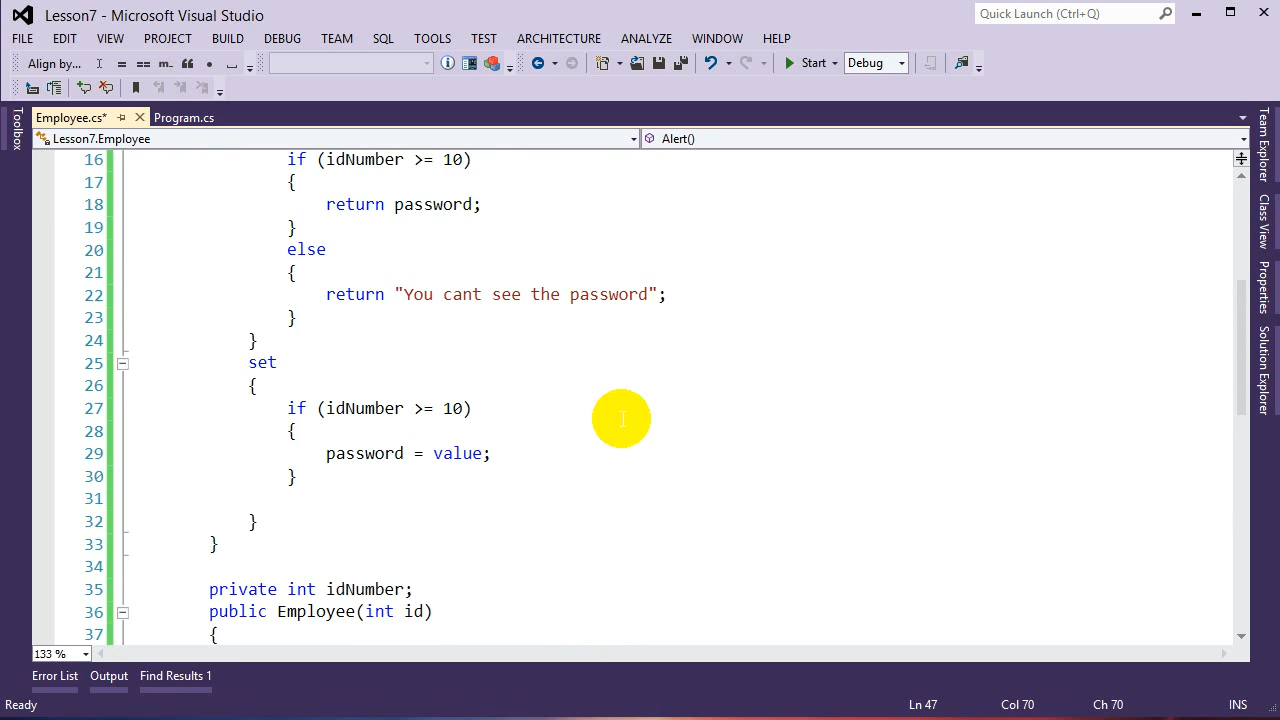 Lesson7 - Microsoft Visual Studio
Quick Launch (Ctrl+Q)
FILE EDIT VIEW PROJECT BUILD DEBUG TEAM SQL TOOLS TEST ARCHITECTURE ANALYZE WINDOW HELP
Align by... = == m.. Start Debug
Employee.cs* Program.cs
Lesson7.Employee Alert()
Toolbox
16 if (idNumber >= 10)
17 {
18 return password;
19 }
20 else
21 {
22 return "You cant see the password";
23 }
24 }
25 set
26 {
27 if (idNumber >= 10)
28 {
29 password = value;
30 }
31
32 }
33 }
34
35 private int idNumber;
36 public Employee(int id)
37 {
Team Explorer
Class View
Properties
Solution Explorer
133 %
Error List Output Find Results 1
Ready Ln 47 Col 70 Ch 70 INS